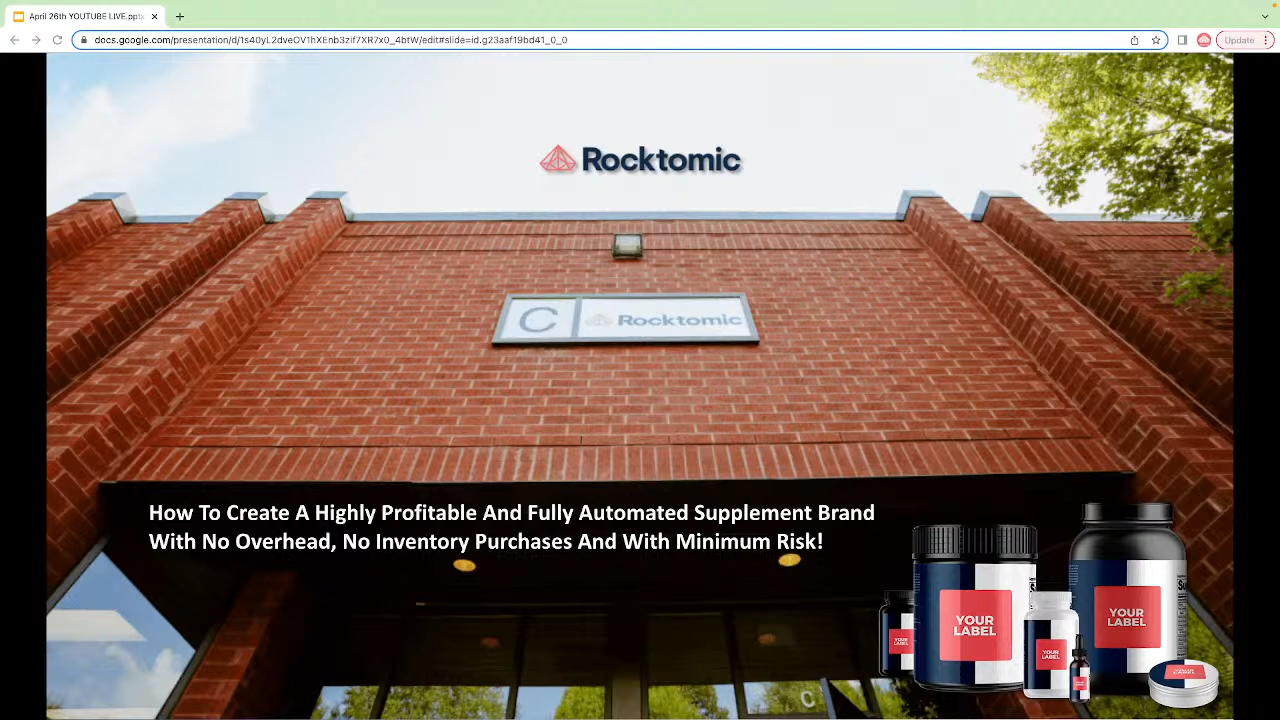 April 26th YOUTUBE LIVE.ppt
docs.google.com/presentation/d/1s40yL2dveOV1hXEnb3zif7XR7x0_4btW/edit#slide=id.g23aaf19bd41_0_0
Update
Rocktomic
C
Rocktomic
How To Create A Highly Profitable And Fully Automated Supplement Brand
With No Overhead, No Inventory Purchases And With Minimum Risk!
YOUR
LABEL
YOUR
LABEL
YOUR
LABEL
YOUR
LABEL
C